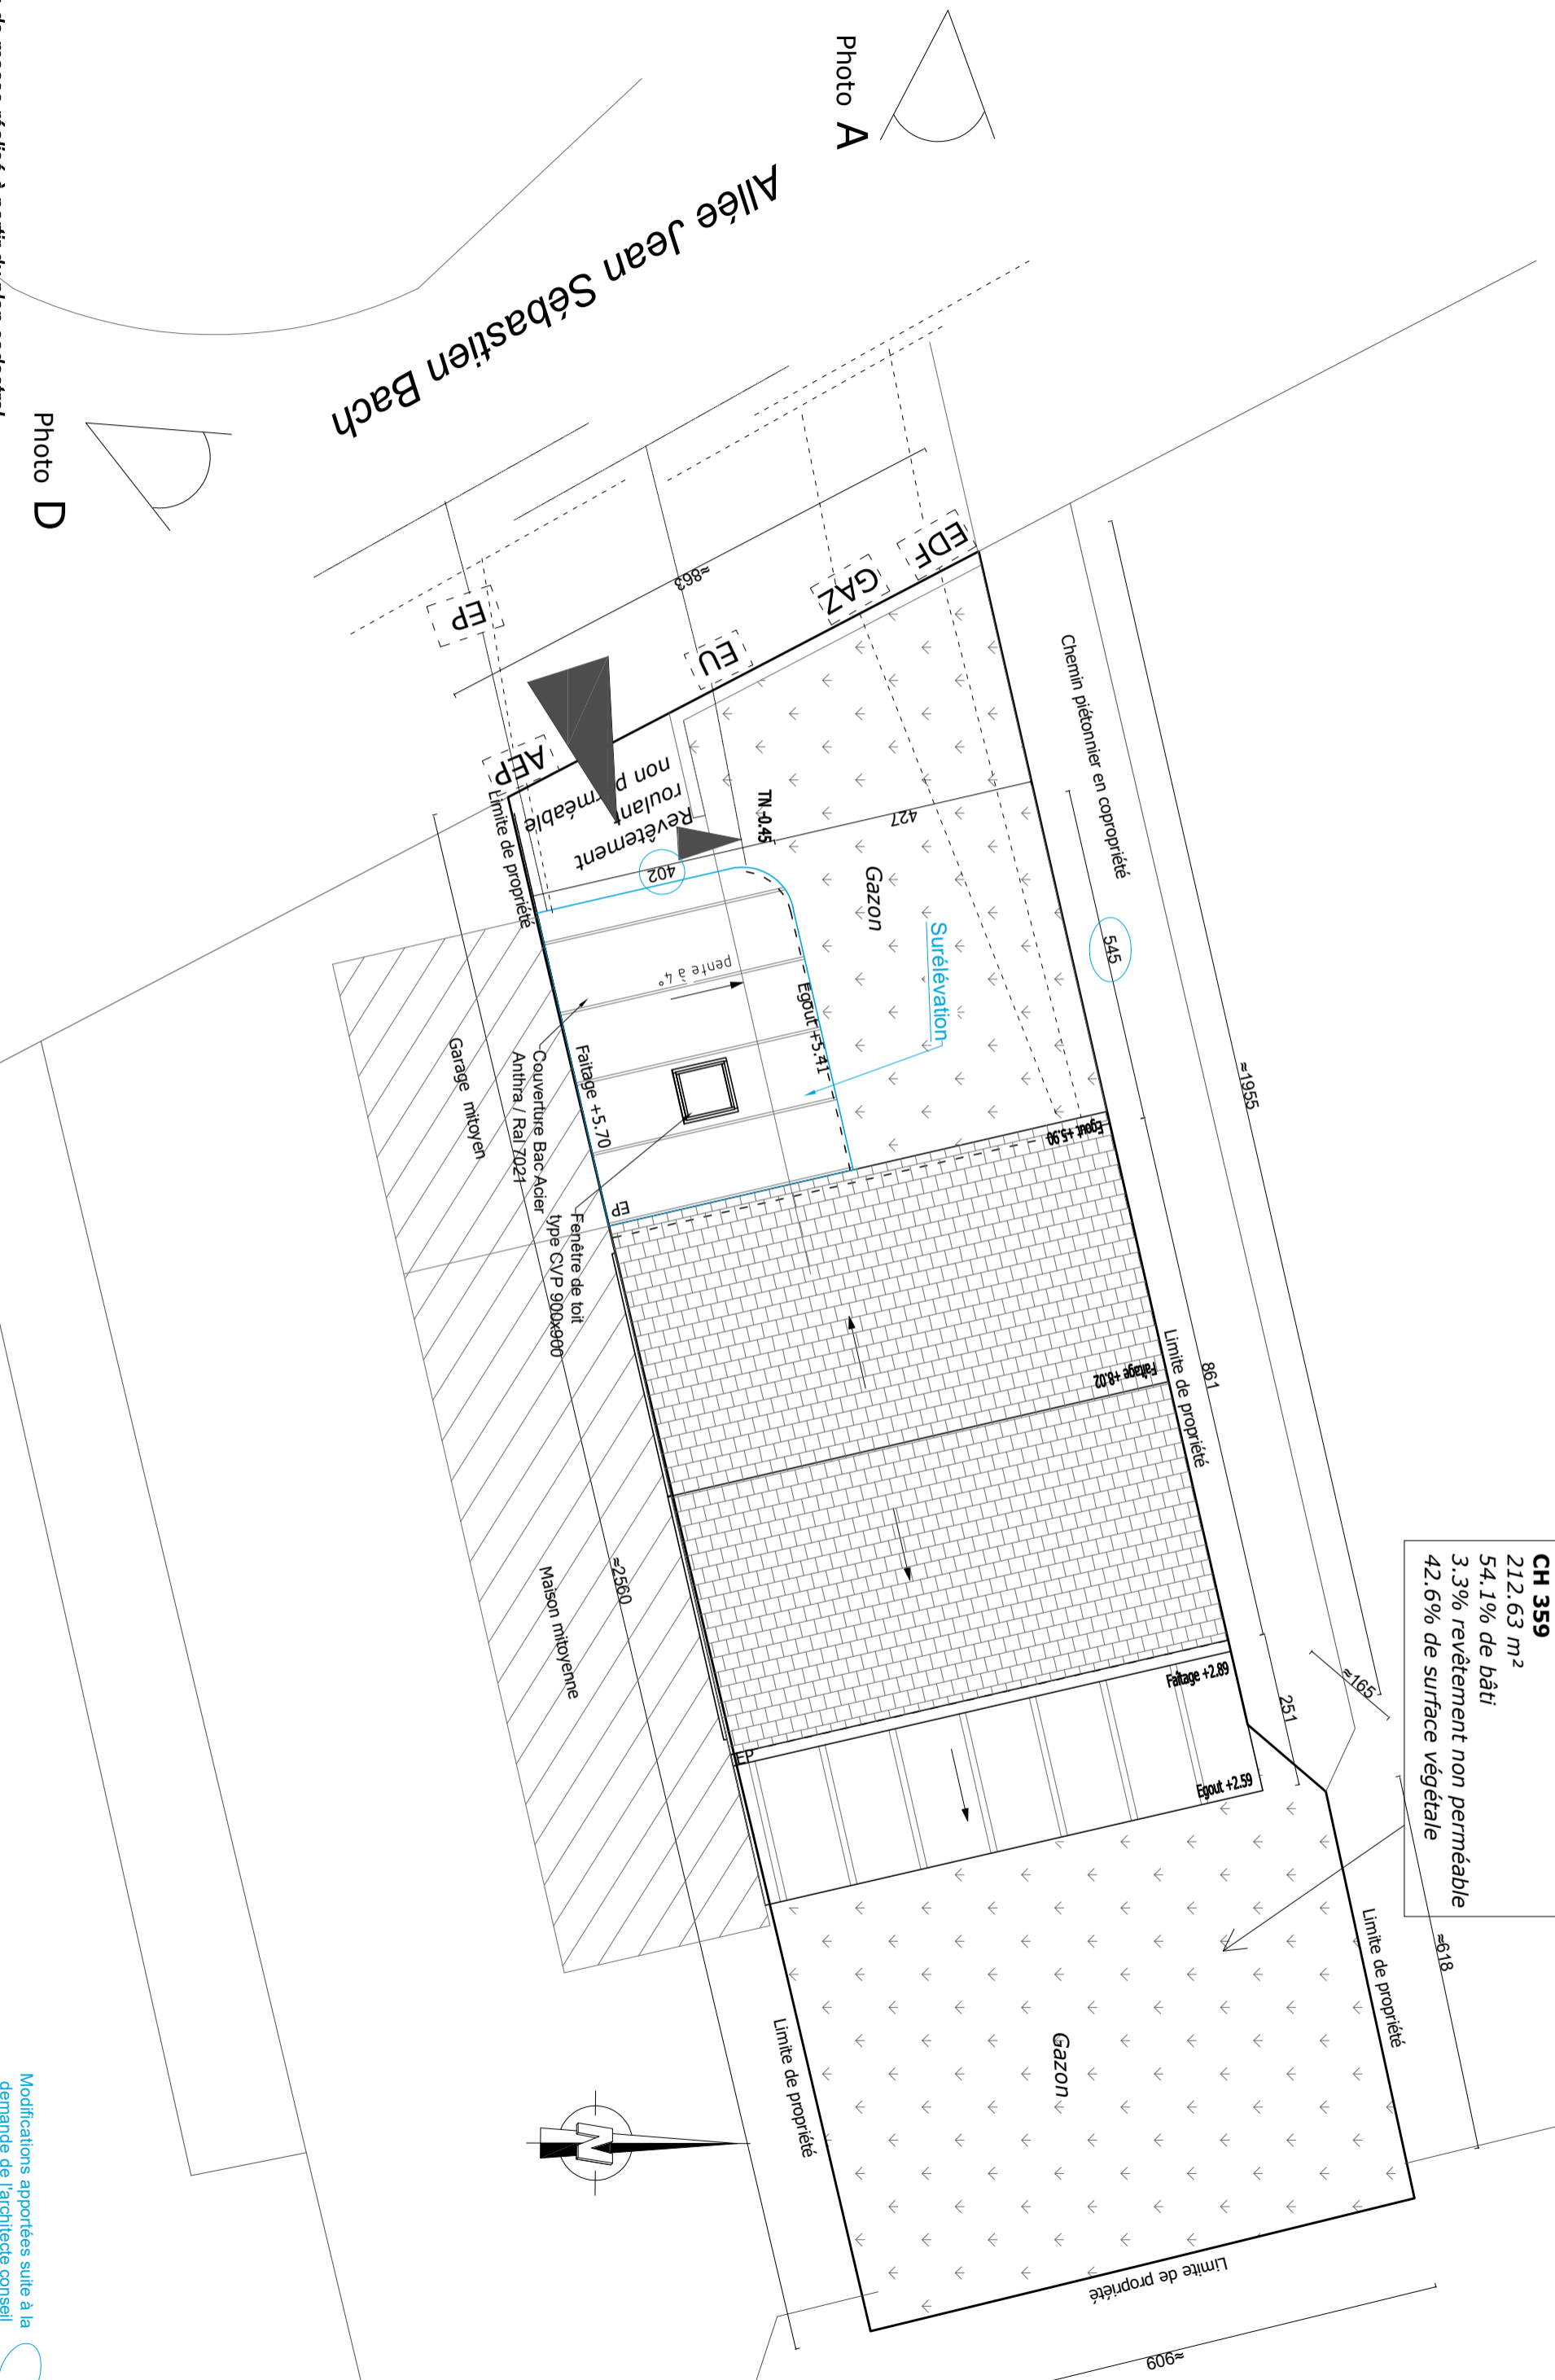 Photo A
Allée Jean Sébastien Bach
Photo D
EDF
GAZ
≈863
EP
EU
AEP
Chemin piétonnier en copropriété
Limite de propriété
Revêtement
roulant
non perméable
TN -0.45
427
402
Gazon
545
Surélévation
pente à 4°
Egout +5.41
Faitage +5.70
Garage mitoyen
Couverture Bac Acier
Anthra / Ral 7021
Fenêtre de toit
type CVP 900x900
EP
Egout +5.90
≈1955
Faitage +8.02
Limite de propriété
861
≈2560
Maison mitoyenne
CH 359
212.63 m²
54.1% de bâti
3.3% revêtement non perméable
42.6% de surface végétale
≈165
251
Faitage +2.89
Egout +2.59
EP
Limite de propriété
≈618
Gazon
Limite de propriété
N
Limite de propriété
≈909
Modifications apportées suite à la
demande de l'architecte conseil